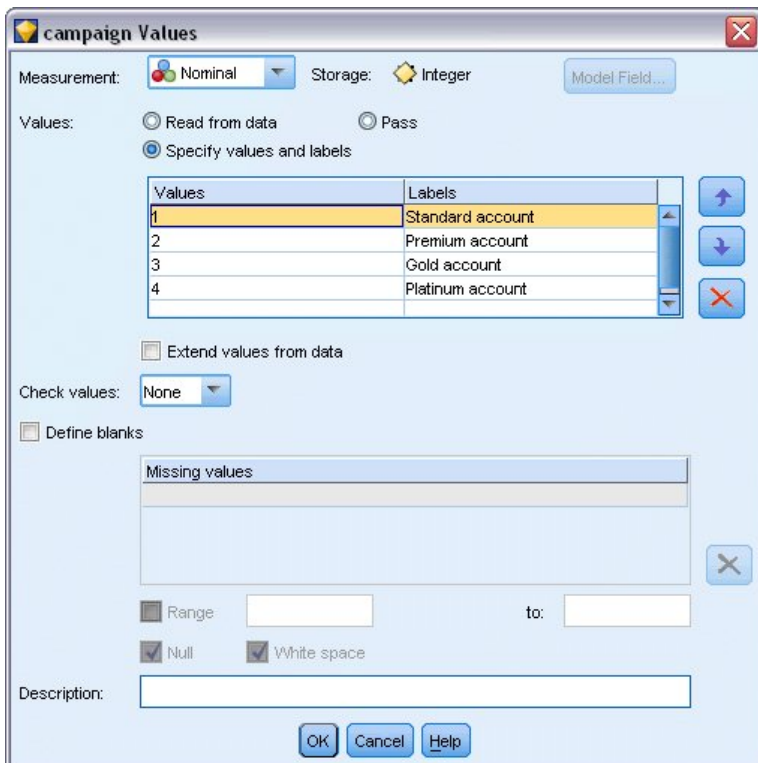 campaign Values
Measurement: Nominal Storage: Integer Model Field...
Values: Read from data Pass
Specify values and labels
Values Labels
1 Standard account
2 Premium account
3 Gold account
4 Platinum account
Extend values from data
Check values: None
Define blanks
Missing values
Range to:
Null White space
Description:
OK Cancel Help